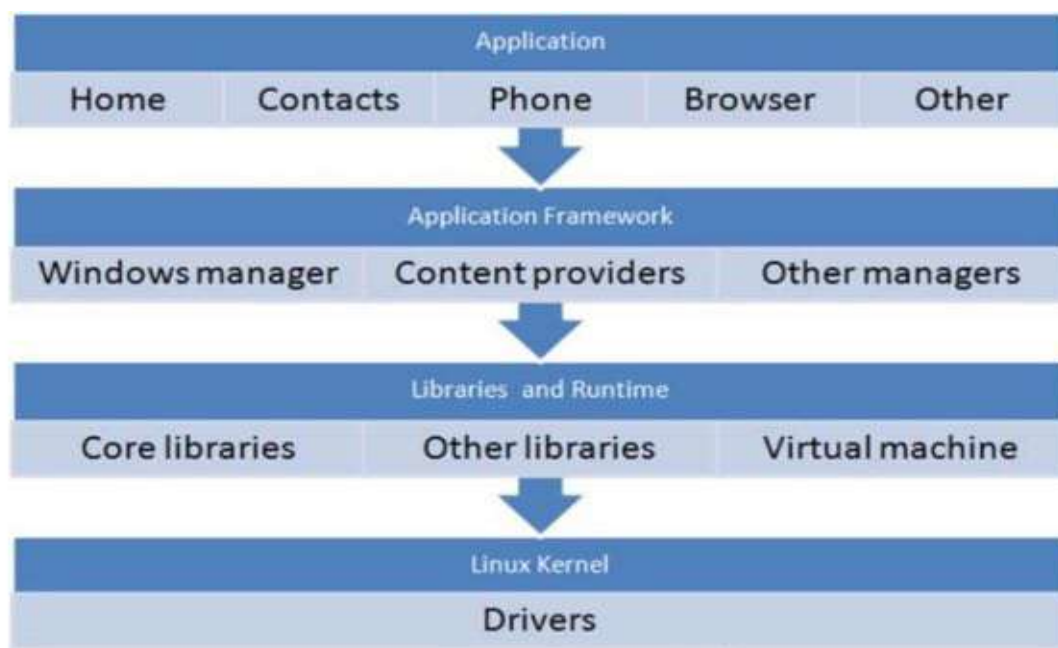 Application
Home Contacts Phone Browser Other
Application Framework
Windows manager Content providers Other managers
Libraries and Runtime
Core libraries Other libraries Virtual machine
Linux Kernel
Drivers